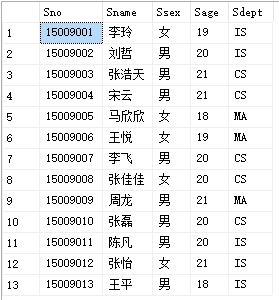 Sno Sname Ssex Sage Sdept
1 15009001 李玲 女 19 IS
2 15009002 刘哲 男 20 IS
3 15009003 张洁天 男 21 CS
4 15009004 宋云 男 21 CS
5 15009005 马欣欣 女 18 MA
6 15009006 王悦 女 19 MA
7 15009007 李飞 男 20 CS
8 15009008 张佳佳 女 20 CS
9 15009009 周龙 男 21 MA
10 15009010 张磊 男 20 CS
11 15009011 陈凡 男 20 IS
12 15009012 张怡 女 21 IS
13 15009013 王平 男 18 IS